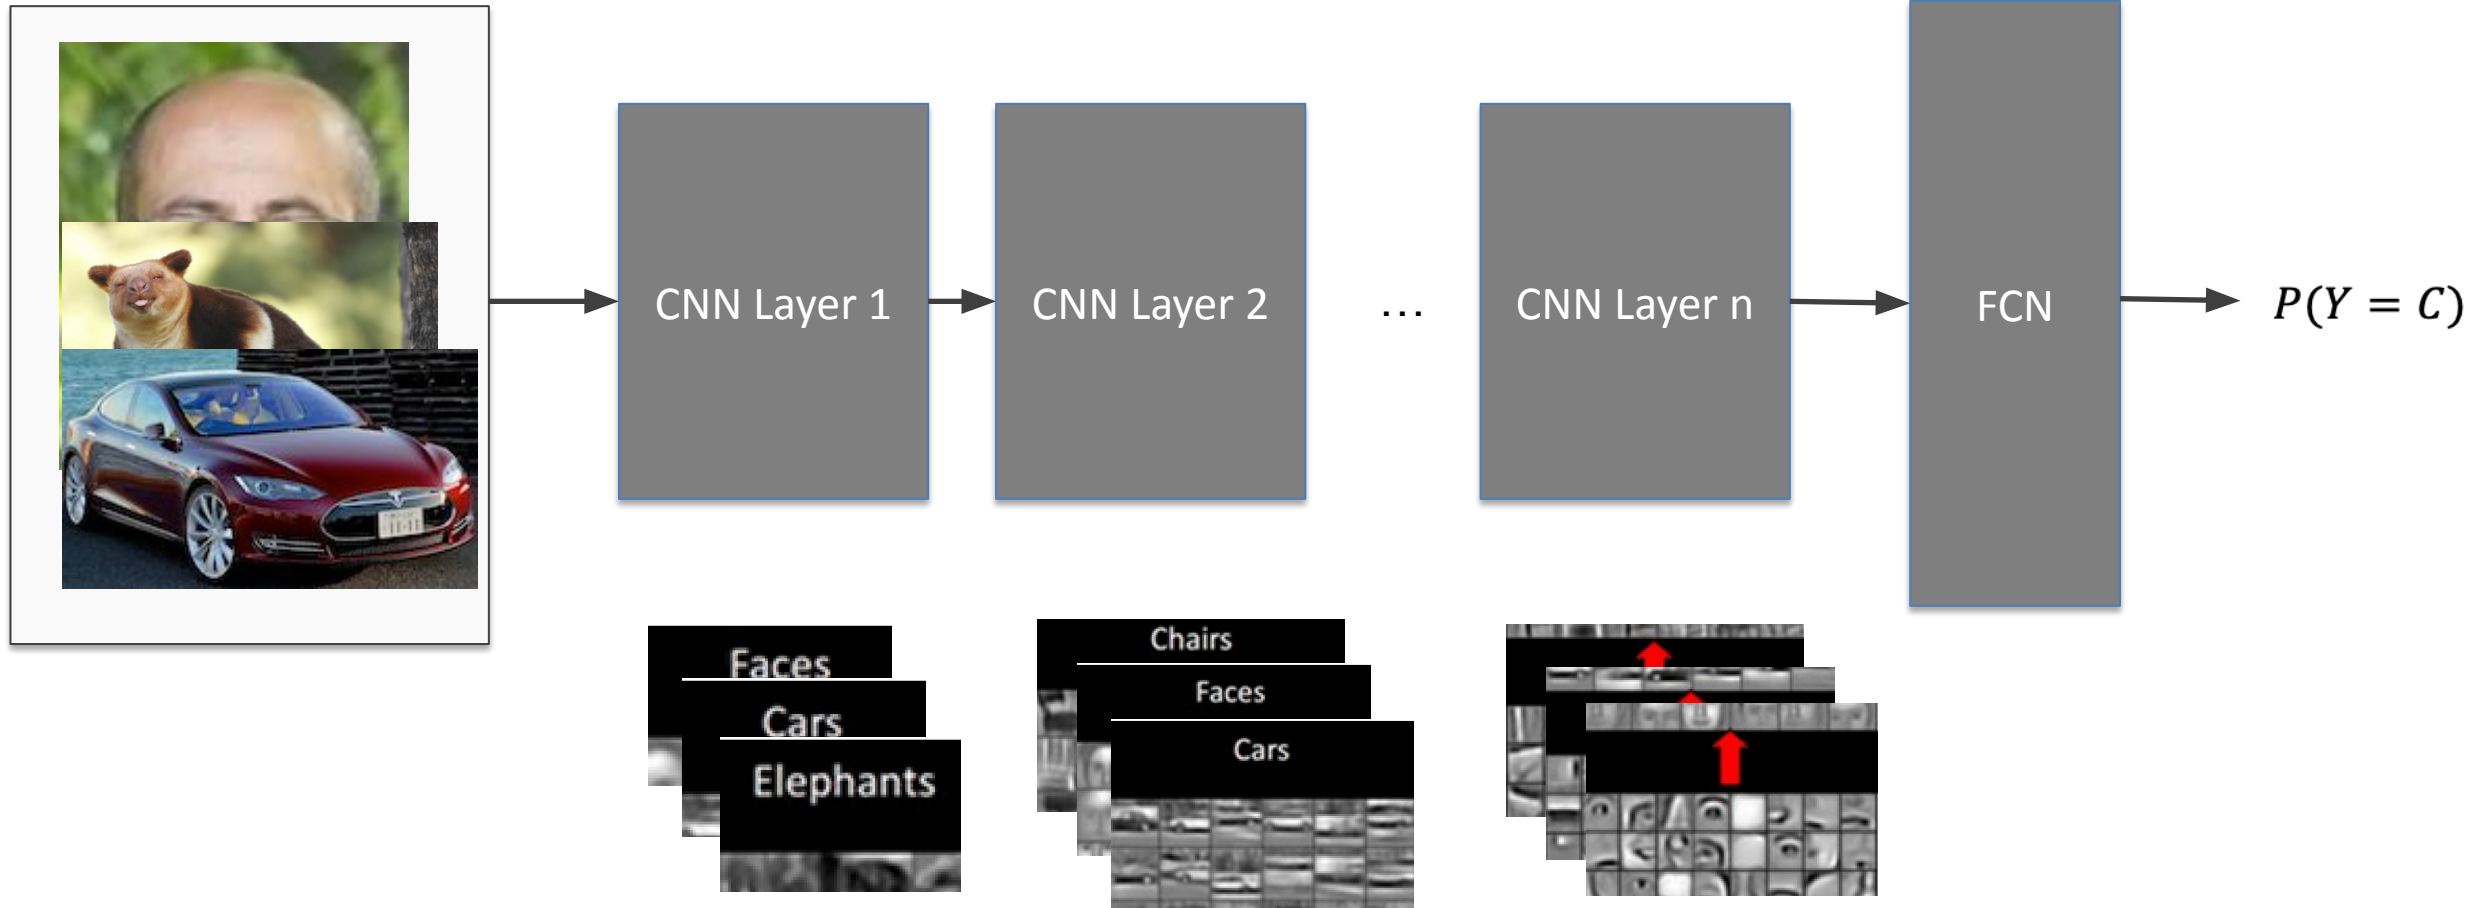 CNN Layer 1
CNN Layer 2
...
CNN Layer n
FCN
P(Y = C)
Faces
Cars
Elephants
Chairs
Faces
Cars